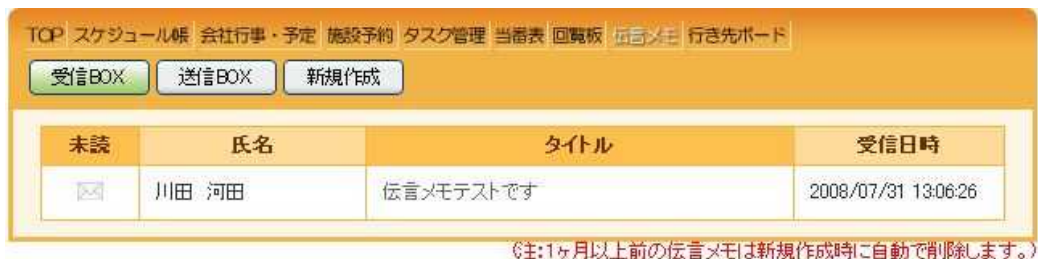 TOP スケジュール帳 会社行事・予定 施設予約 タスク管理 当番表 回覧板 伝言メモ 行き先ボード
受信BOX 送信BOX 新規作成
未読 氏名 タイトル 受信日時
川田 河田 伝言メモテストです 2008/07/31 13:06:26
(注:1ヶ月以上前の伝言メモは新規作成時に自動で削除します。)